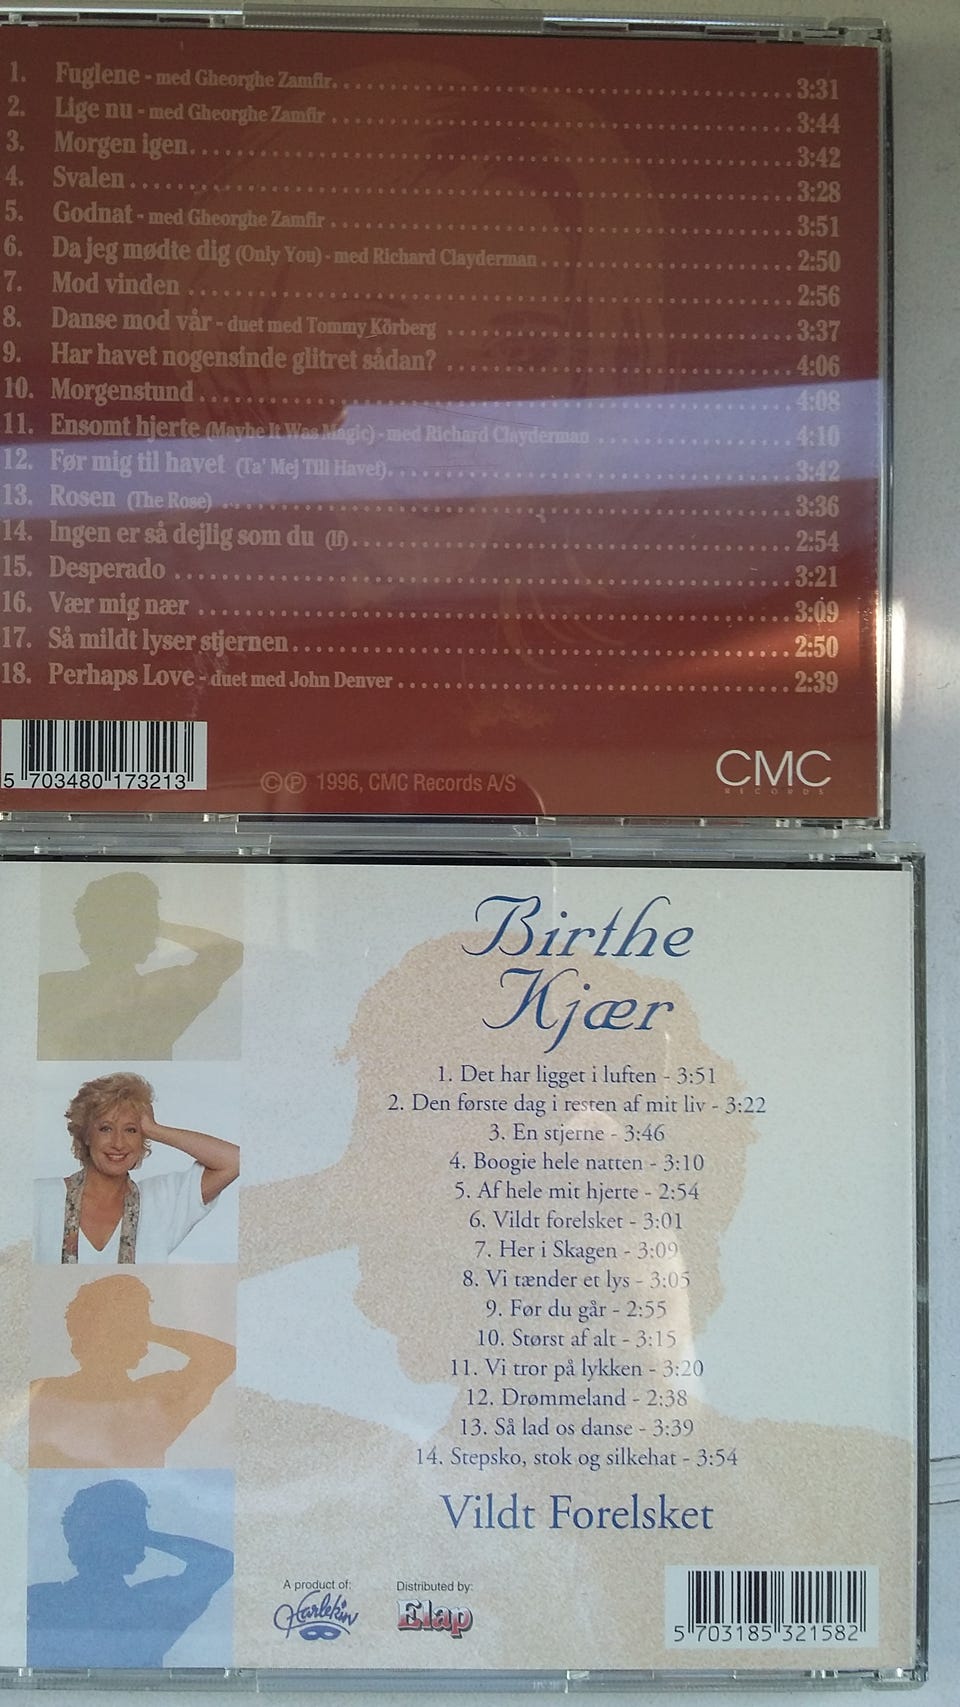 1. Fuglene - med Gheorghe Zamfir 3:31
2. Lige nu - med Gheorghe Zamfir 3:44
3. Morgen igen 3:42
4. Svalen 3:28
5. Godnat - med Gheorghe Zamfir 3:51
6. Da jeg mødte dig (Only You) - med Richard Clayderman 2:50
7. Mod vinden 2:56
8. Danse mod vår - duet med Tommy Körberg 3:37
9. Har havet nogensinde glitret sådan? 4:06
10. Morgenstund 4:08
11. Ensomt hjerte (Maybe It Was Magic) - med Richard Clayderman 4:10
12. Før mig til havet (Ta' Mej Till Havet) 3:42
13. Rosen (The Rose) 3:36
14. Ingen er så dejlig som du (If) 2:54
15. Desperado 3:21
16. Vær mig nær 3:09
17. Så mildt lyser stjernen 2:50
18. Perhaps Love - duet med John Denver 2:39
5 703480 173213
©℗ 1996, CMC Records A/S
CMC
RECORDS
Birthe
Kjær
1. Det har ligget i luften - 3:51
2. Den første dag i resten af mit liv - 3:22
3. En stjerne - 3:46
4. Boogie hele natten - 3:10
5. Af hele mit hjerte - 2:54
6. Vildt forelsket - 3:01
7. Her i Skagen - 3:09
8. Vi tænder et lys - 3:05
9. Før du går - 2:55
10. Størst af alt - 3:15
11. Vi tror på lykken - 3:20
12. Drømmeland - 2:38
13. Så lad os danse - 3:39
14. Stepsko, stok og silkehat - 3:54
Vildt Forelsket
A product of: Distributed by:
Harlekin Elap
5 703185 321582